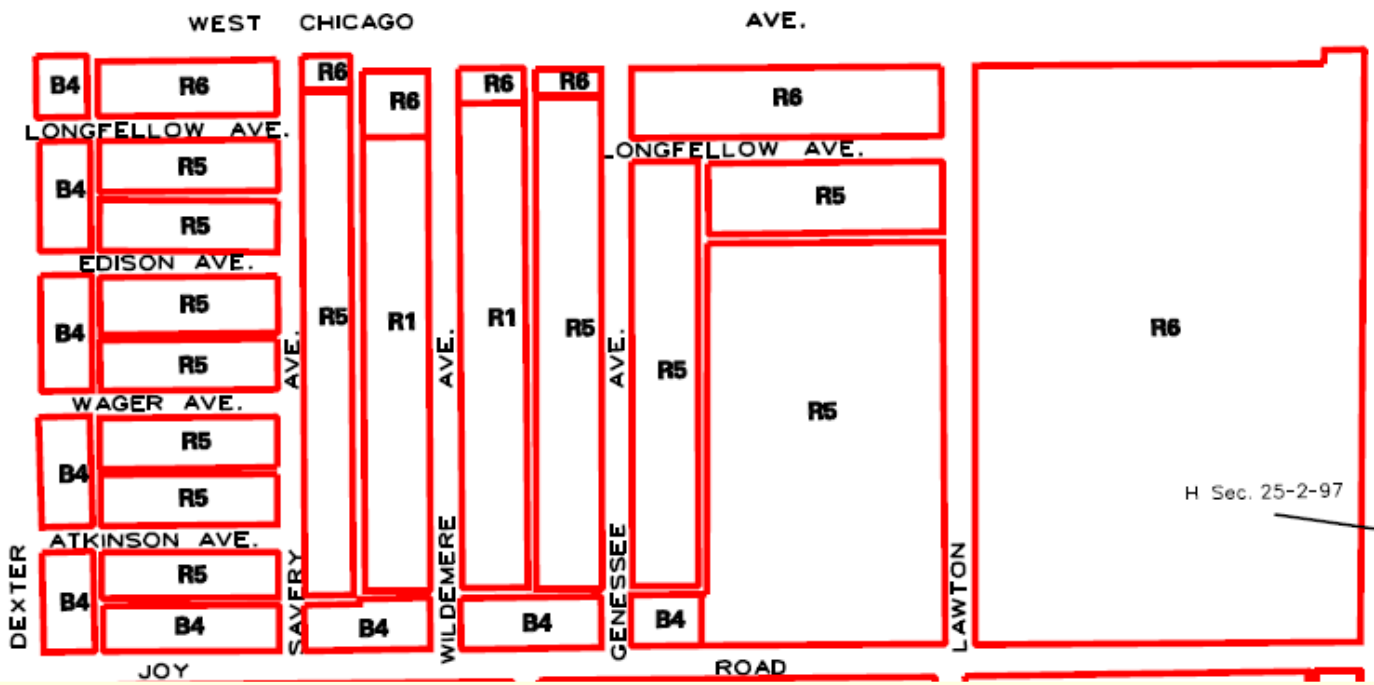 WEST CHICAGO AVE.
B4 R6 R6 R6 R6 R6 R6
LONGFELLOW AVE.
LONGFELLOW AVE.
B4 R5
R5 R5
EDISON AVE.
B4 R5 R5 R1 R1 R5 R6
R5 R5
AVE. AVE. AVE.
WAGER AVE.
R5 R5
B4
R5
H Sec. 25-2-97
ATKINSON AVE.
R5
B4
B4 B4 B4 B4
DEXTER SAVERY WILDEMERE GENESSEE LAWTON
JOY ROAD